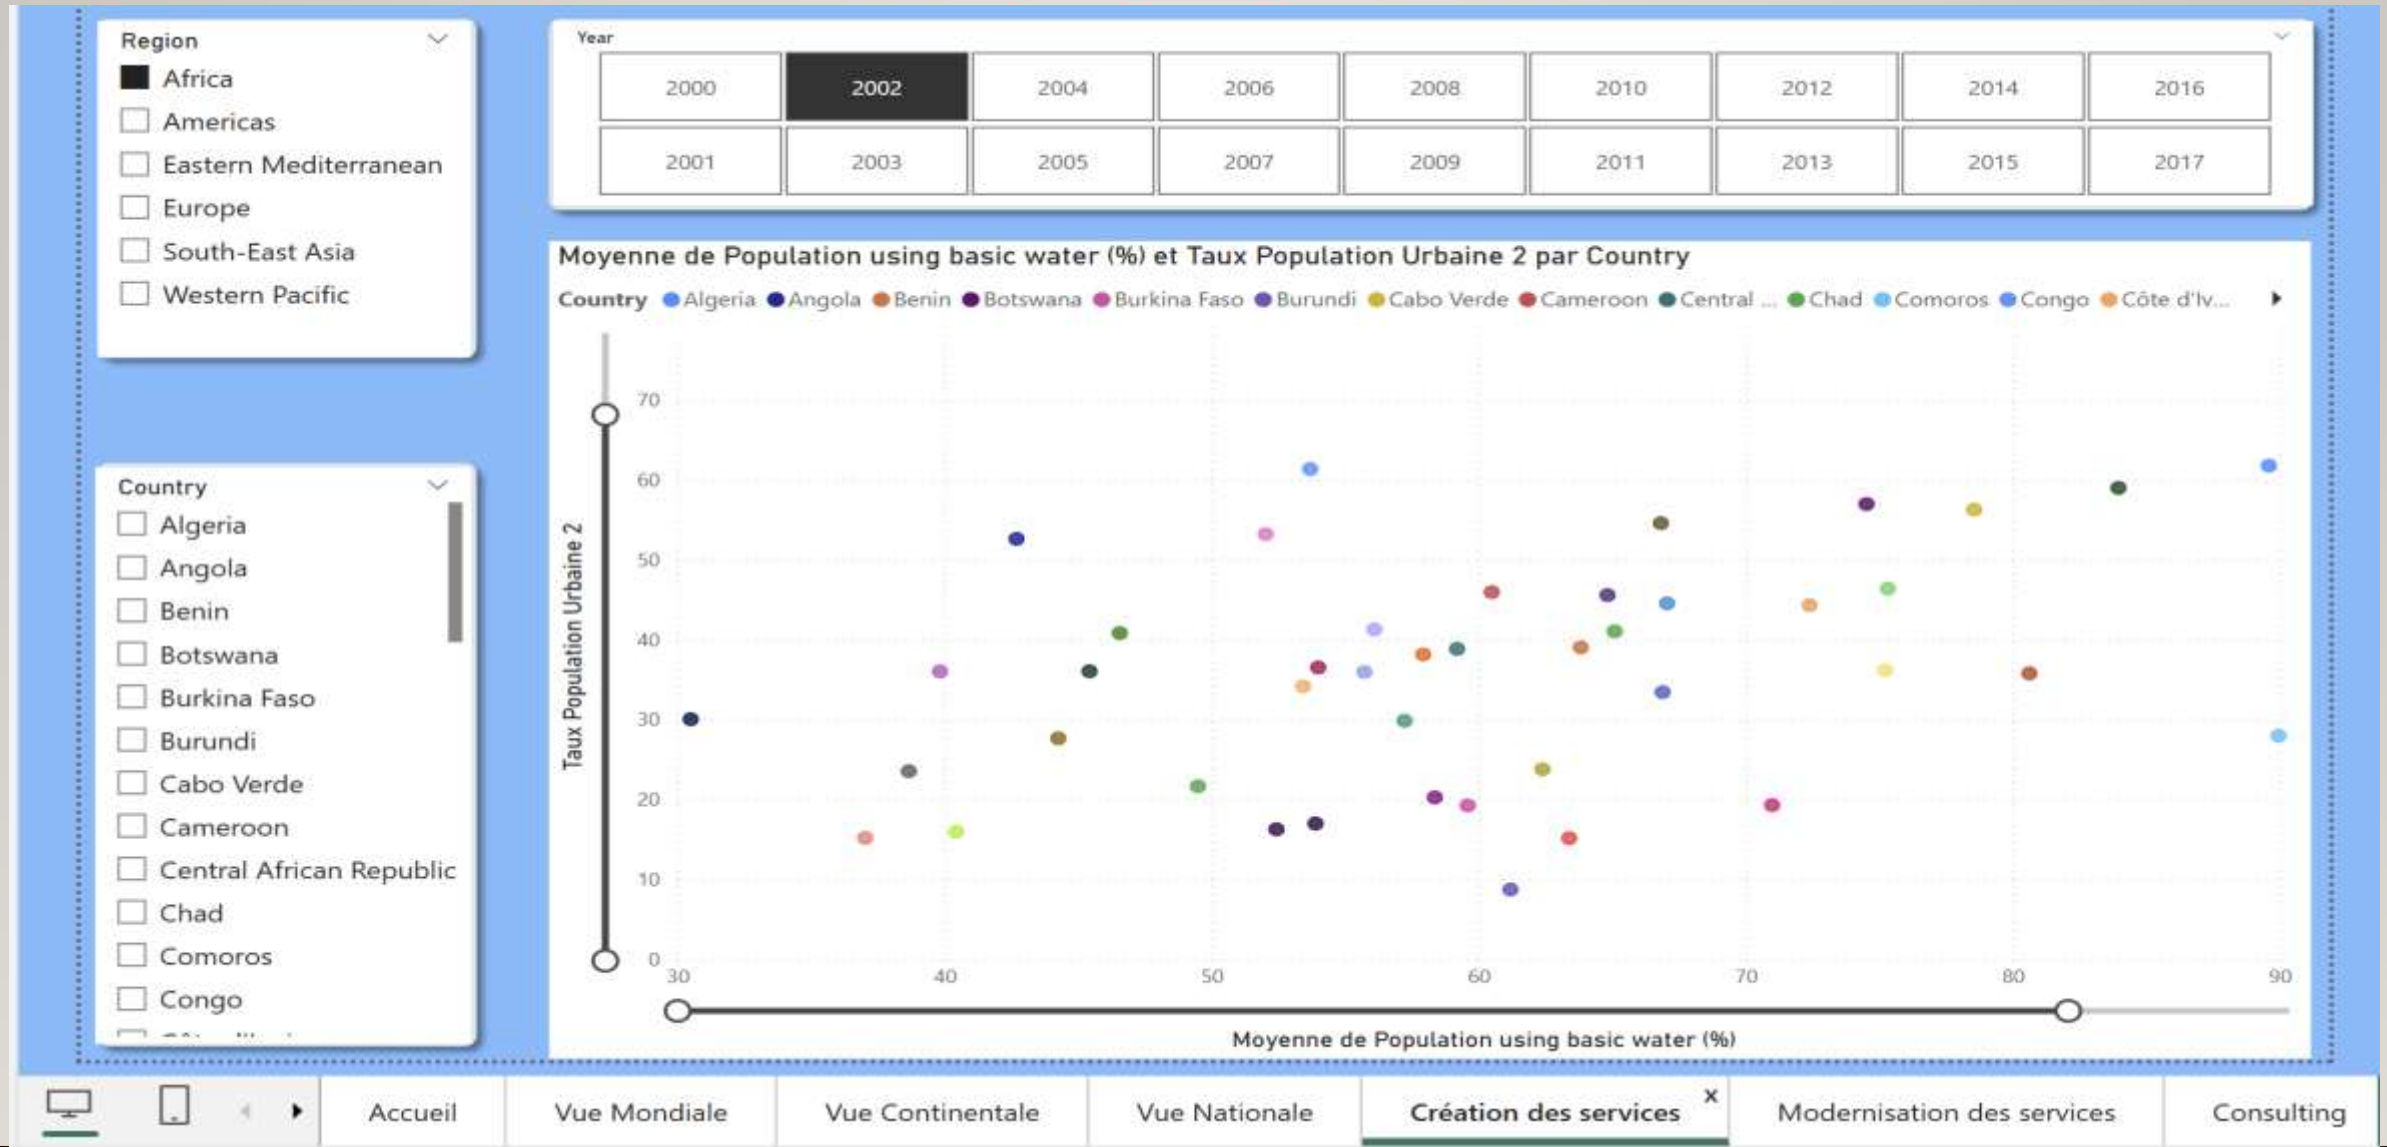 Region
Africa
Americas
Eastern Mediterranean
Europe
South-East Asia
Western Pacific
Year
2000 2002 2004 2006 2008 2010 2012 2014 2016
2001 2003 2005 2007 2009 2011 2013 2015 2017
Country
Algeria
Angola
Benin
Botswana
Burkina Faso
Burundi
Cabo Verde
Cameroon
Central African Republic
Chad
Comoros
Congo
Moyenne de Population using basic water (%) et Taux Population Urbaine 2 par Country
Country Algeria Angola Benin Botswana Burkina Faso Burundi Cabo Verde Cameroon Central ... Chad Comoros Congo Côte d'Iv...
Taux Population Urbaine 2
70
60
50
40
30
20
10
0
30 40 50 60 70 80 90
Moyenne de Population using basic water (%)
Accueil Vue Mondiale Vue Continentale Vue Nationale Création des services x Modernisation des services Consulting